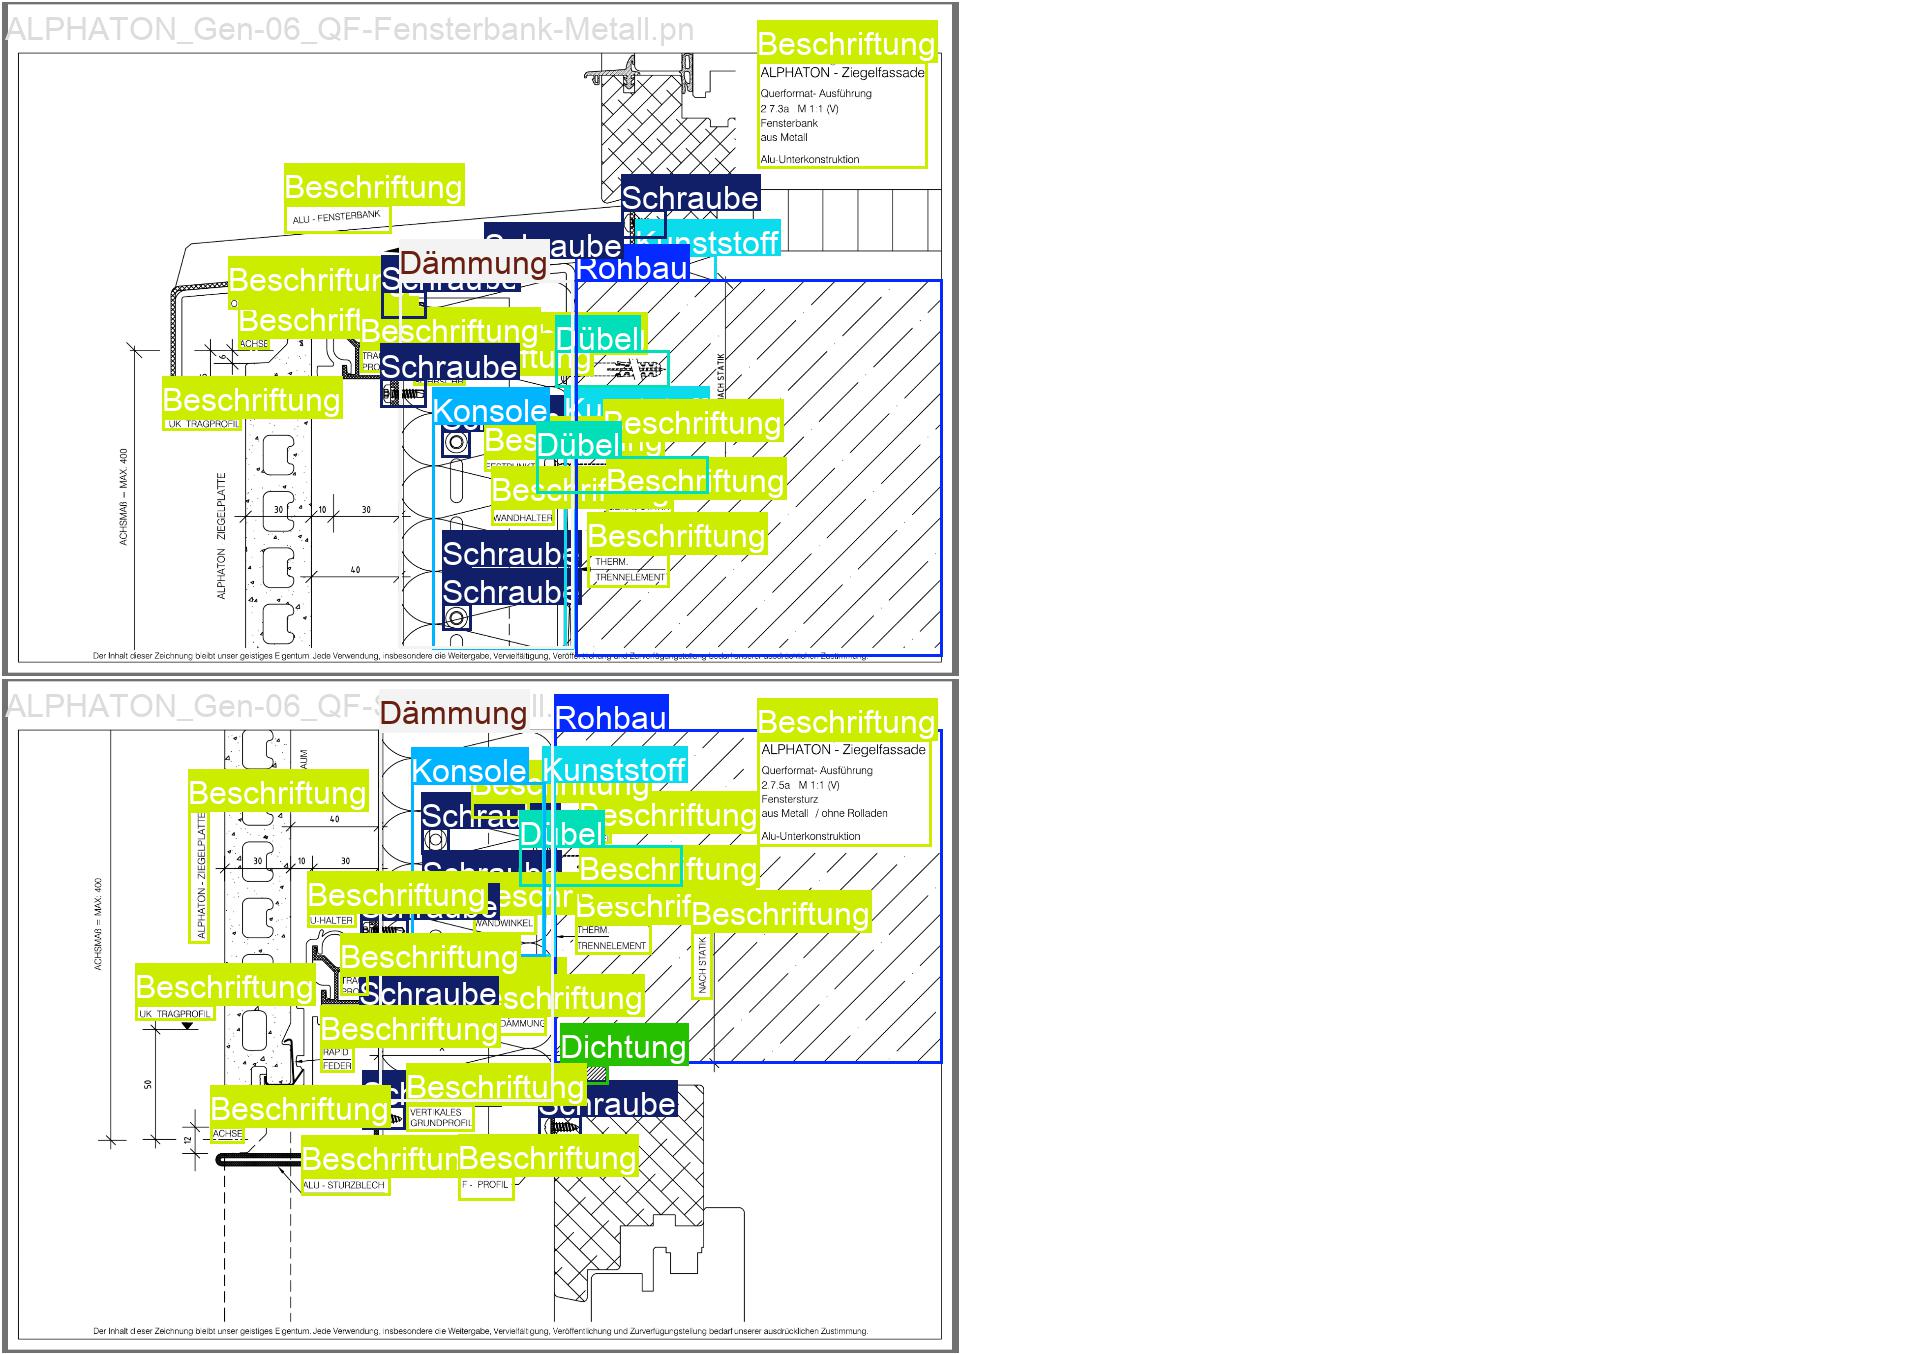 ALPHATON_Gen-06_QF-Fensterbank-Metall.pn
Beschriftung
ALPHATON - Ziegelfassade
Querformat- Ausführung
2.7.3a M 1:1 (V)
Fensterbank
aus Metall
Alu-Unterkonstruktion
Beschriftung
ALU - FENSTERBANK
Schraube
Kunststoff
Schraube
Dämmung
Rohbau
Schraube
Beschriftung
ACHSE
Beschriftung
Dübel
Schraube
NACH STATIK
Beschriftung
UK TRAGPROFIL
Konsole
Beschriftung
Dübel
Beschriftung
WANDHALTER
Beschriftung
THERM.
TRENNELEMENT
Schraube
Schraube
ACHSMAß – MAX. 400
ALPHATON ZIEGELPLATTE
30 10 30
40
Der Inhalt dieser Zeichnung bleibt unser geistiges Eigentum. Jede Verwendung, insbesondere die Weitergabe, Vervielfältigung, Veröffentlichung und Zurverfügungstellung bedarf unserer ausdrücklichen Zustimmung.
ALPHATON_Gen-06_QF-
Dämmung
Rohbau
Beschriftung
ALPHATON - Ziegelfassade
Querformat- Ausführung
2.7.5a M 1:1 (V)
Fenstersturz
aus Metall / ohne Rolladen
Alu-Unterkonstruktion
Konsole
Kunststoff
Beschriftung
ALPHATON - ZIEGELPLATTE
Beschriftung
Dübel
Beschriftung
40
30 10 30
Beschriftung
U-HALTER
WANDWINKEL
Beschriftung
THERM.
TRENNELEMENT
Beschriftung
NACH STATIK
ACHSMAß = MAX. 400
Beschriftung
Schraube
Beschriftung
DÄMMUNG
Beschriftung
UK TRAGPROFIL
Beschriftung
RAPID
FEDER
Dichtung
50
Beschriftung
VERTIKALES
GRUNDPROFIL
Schraube
Beschriftung
ACHSE
12
Beschriftung
ALU - STURZBLECH
Beschriftung
F - PROFIL
Der Inhalt dieser Zeichnung bleibt unser geistiges Eigentum. Jede Verwendung, insbesondere die Weitergabe, Vervielfältigung, Veröffentlichung und Zurverfügungstellung bedarf unserer ausdrücklichen Zustimmung.